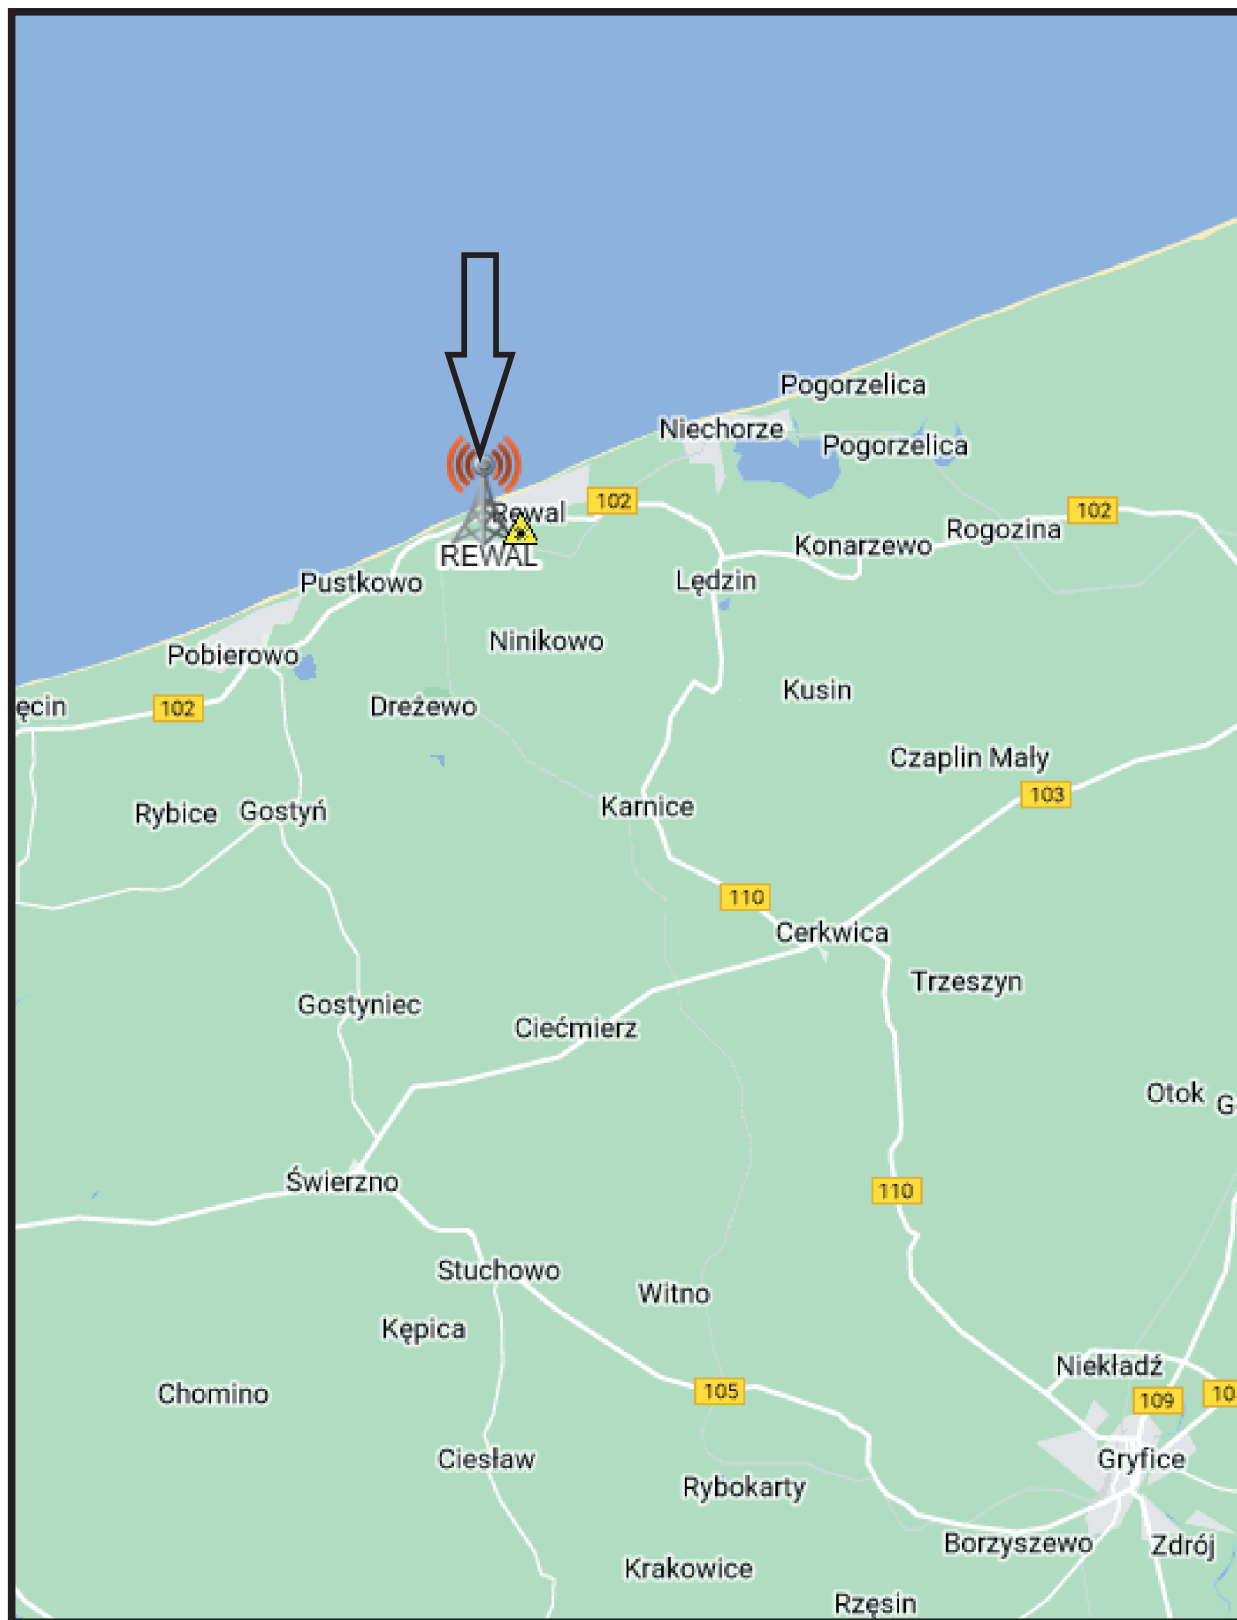 Pogorzelica
Niechorze
Pogorzelica
102
Rewal
102
Rogozina
Konarzewo
REWAL
Lędzin
Pustkowo
Ninikowo
Pobierowo
Kusin
ęcin
102
Dreżewo
Czaplin Mały
103
Rybice
Gostyń
Karnice
110
Cerkwica
Trzeszyn
Gostyniec
Ciećmierz
Otok
G
Świerzno
110
Stuchowo
Witno
Kępica
Niekładź
Chomino
105
109
10
Ciesław
Gryfice
Rybokarty
Borzyszewo
Zdrój
Krakowice
Rzęsin